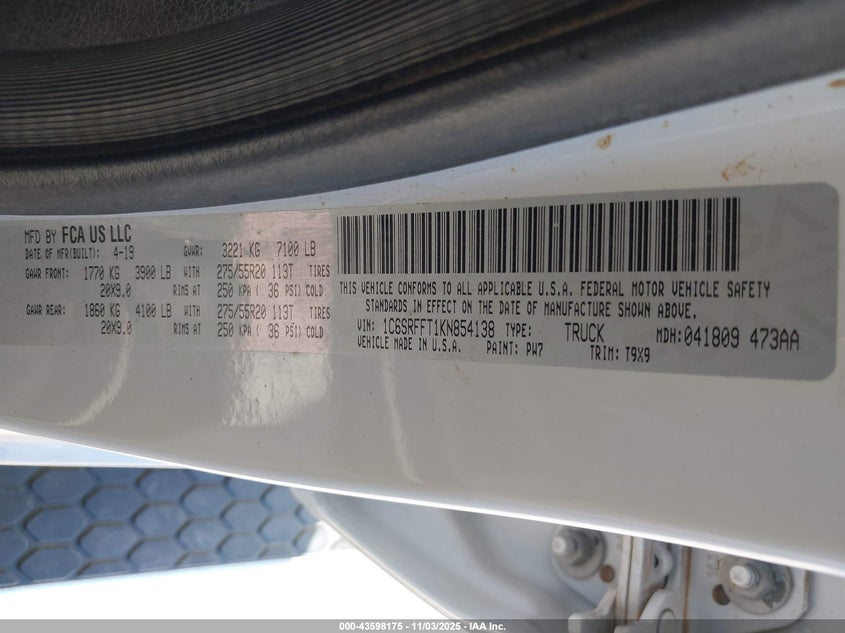 MFD BY FCA US LLC
DATE OF MFR(BUILT): 4-19 GVWR: 3221 KG 7100 LB
GAWR FRONT: 1770 KG 3900 LB WITH 275/55R20 113T TIRES
20X9.0 RIMS AT 250 KPA ( 36 PSI) COLD
GAWR REAR: 1860 KG 4100 LB WITH 275/55R20 113T TIRES
20X9.0 RIMS AT 250 KPA ( 36 PSI) COLD
THIS VEHICLE CONFORMS TO ALL APPLICABLE U.S.A. FEDERAL MOTOR VEHICLE SAFETY
STANDARDS IN EFFECT ON THE DATE OF MANUFACTURE SHOWN ABOVE.
VIN: 1C6SRFFT1KN854138 TYPE: TRUCK MDH: 041809 473AA
VEHICLE MADE IN U.S.A. PAINT: PW7 TRIM: T9X9
000-43598175 - 11/03/2025 - IAA Inc.